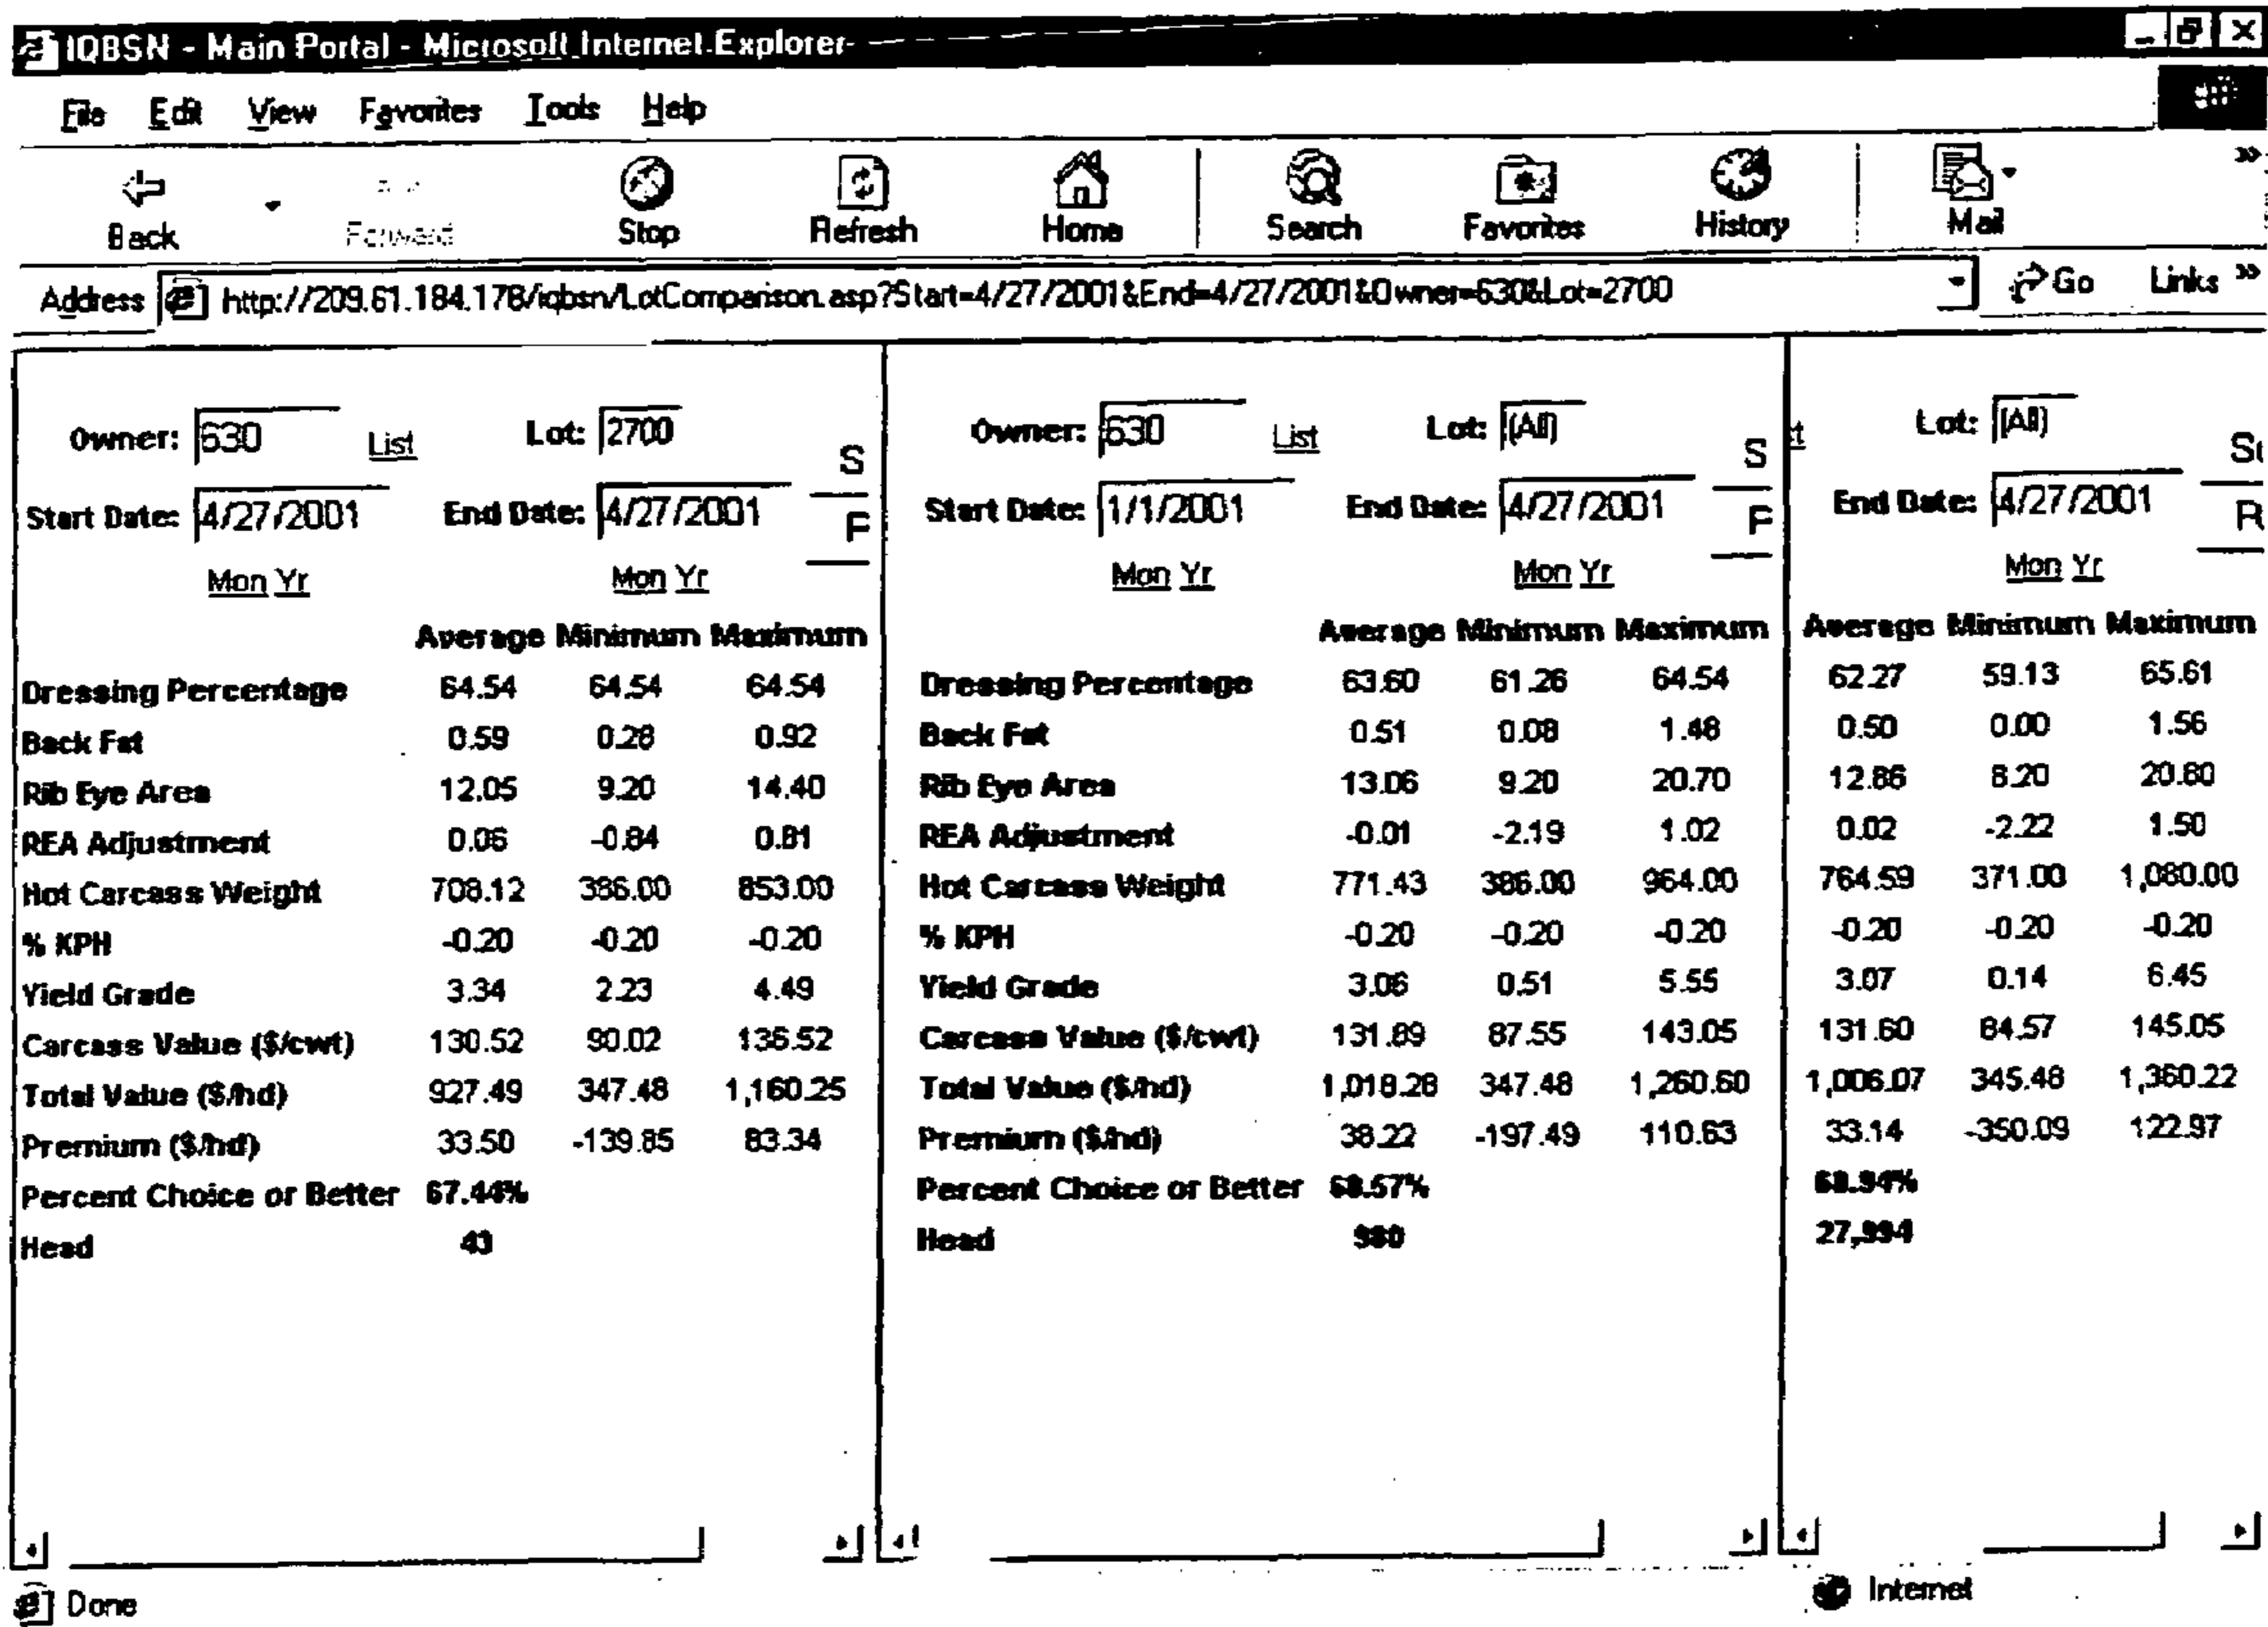 IQBSN - Main Portal - Microsoft Internet Explorer
File Edit View Favorites Tools Help
Back Forward Stop Refresh Home Search Favorites History Mail »
Address http://209.61.184.178/iqbsn/LotComparison.asp?Start=4/27/2001&End=4/27/2001&Owner=630&Lot=2700 Go Links »
Owner: 630 List Lot: 2700 S
Start Date: 4/27/2001 End Date: 4/27/2001 F
Mon Yr Mon Yr
Average Minimum Maximum
Dressing Percentage 64.54 64.54 64.54
Back Fat 0.59 0.28 0.92
Rib Eye Area 12.05 9.20 14.40
REA Adjustment 0.06 -0.84 0.81
Hot Carcass Weight 708.12 386.00 853.00
% KPH -0.20 -0.20 -0.20
Yield Grade 3.34 2.23 4.49
Carcass Value ($/cwt) 130.52 90.02 136.52
Total Value ($/hd) 927.49 347.48 1,160.25
Premium ($/hd) 33.50 -139.85 83.34
Percent Choice or Better 67.44%
Head 43
Owner: 630 List Lot: (All) S
Start Date: 1/1/2001 End Date: 4/27/2001 F
Mon Yr Mon Yr
Average Minimum Maximum
Dressing Percentage 63.60 61.26 64.54
Back Fat 0.51 0.08 1.48
Rib Eye Area 13.06 9.20 20.70
REA Adjustment -0.01 -2.19 1.02
Hot Carcass Weight 771.43 386.00 964.00
% KPH -0.20 -0.20 -0.20
Yield Grade 3.06 0.51 5.55
Carcass Value ($/cwt) 131.89 87.55 143.05
Total Value ($/hd) 1,018.28 347.48 1,260.60
Premium ($/hd) 38.22 -197.49 110.63
Percent Choice or Better 68.57%
Head
Lot: (All)
End Date: 4/27/2001 R
Mon Yr
Average Minimum Maximum
62.27 59.13 65.61
0.50 0.00 1.56
12.86 8.20 20.80
0.02 -2.22 1.50
764.59 371.00 1,080.00
-0.20 -0.20 -0.20
3.07 0.14 6.45
131.60 84.57 145.05
1,006.07 345.48 1,360.22
33.14 -350.09 122.97
68.94%
27,994
Done Internet